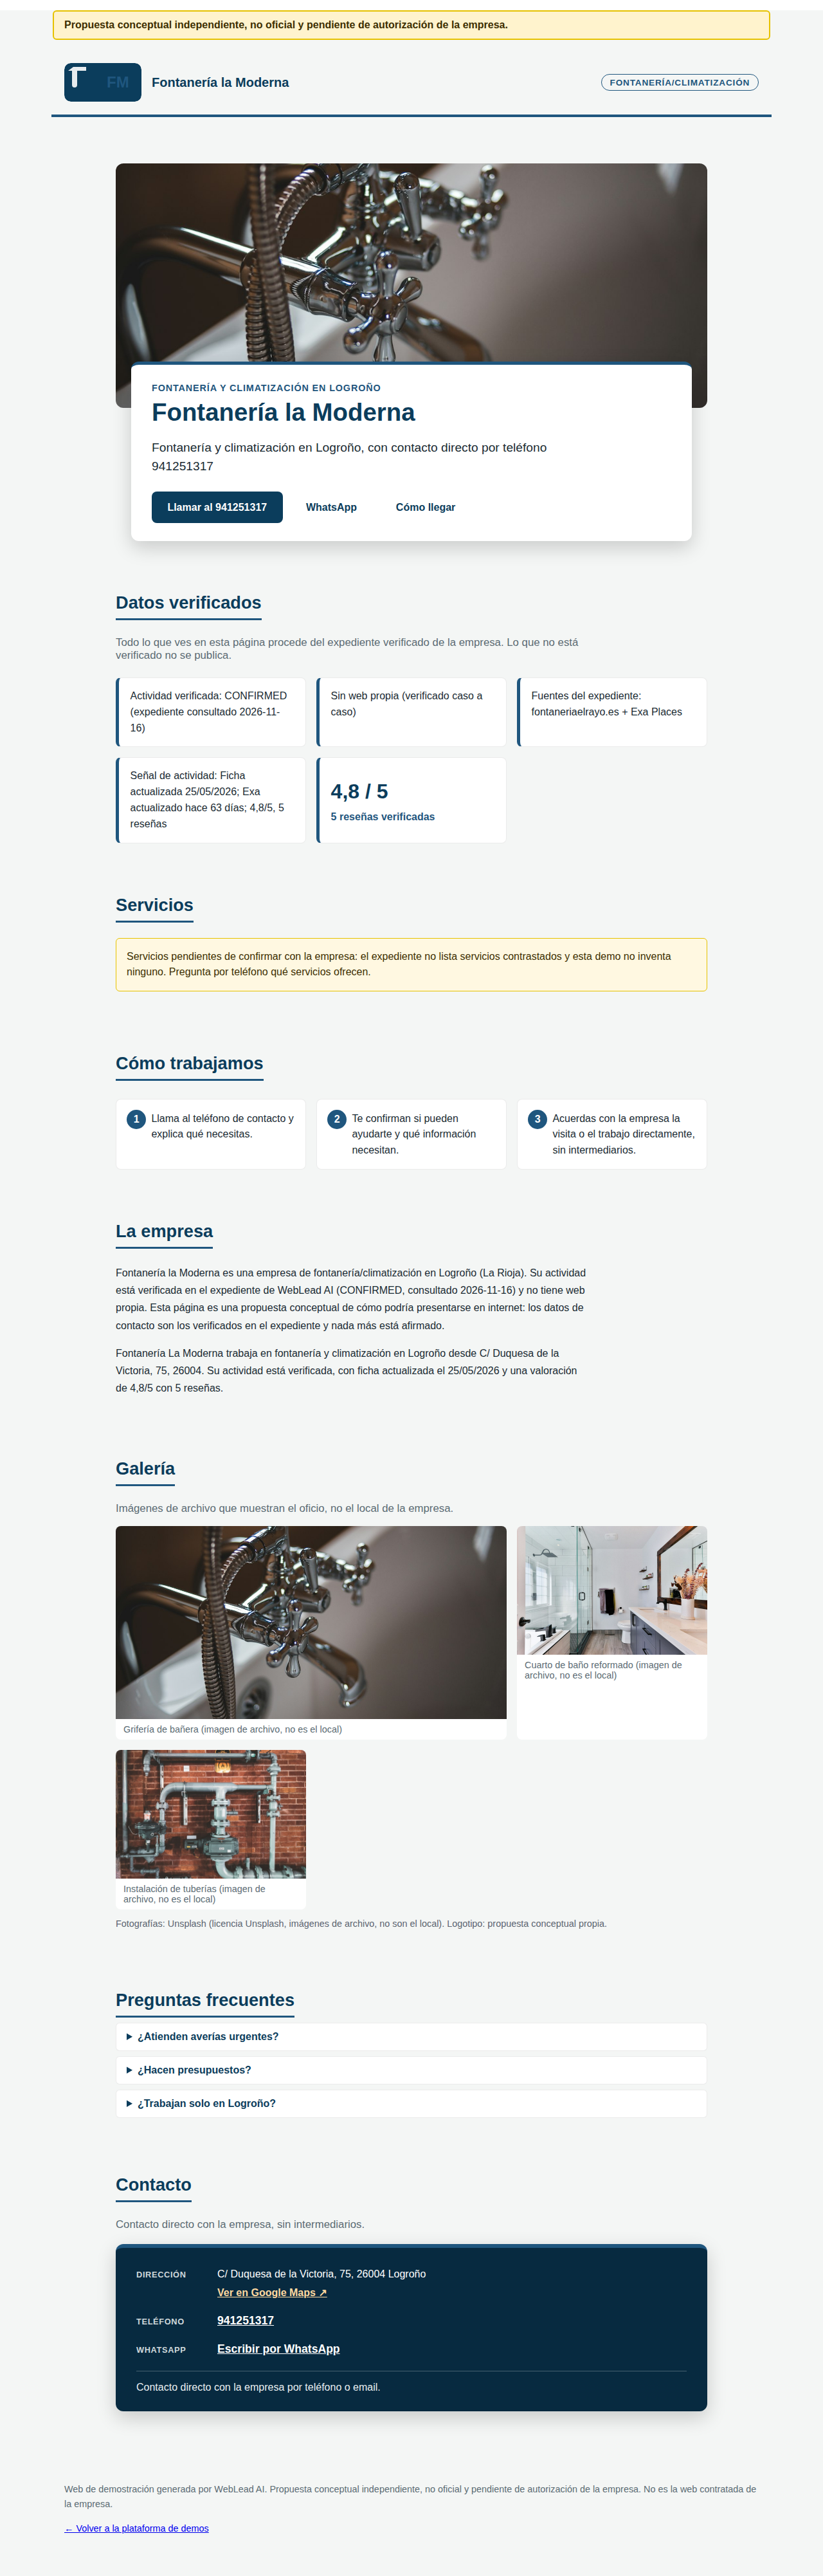 Propuesta conceptual independiente, no oficial y pendiente de autorización de la empresa.
FM
Fontanería la Moderna
FONTANERÍA/CLIMATIZACIÓN
FONTANERÍA Y CLIMATIZACIÓN EN LOGROÑO
Fontanería la Moderna
Fontanería y climatización en Logroño, con contacto directo por teléfono
941251317
Llamar al 941251317
WhatsApp
Cómo llegar
Datos verificados
Todo lo que ves en esta página procede del expediente verificado de la empresa. Lo que no está
verificado no se publica.
Actividad verificada: CONFIRMED
(expediente consultado 2026-11-
16)
Sin web propia (verificado caso a
caso)
Fuentes del expediente:
fontaneriaelrayo.es + Exa Places
Señal de actividad: Ficha
actualizada 25/05/2026; Exa
actualizado hace 63 días; 4,8/5, 5
reseñas
4,8 / 5
5 reseñas verificadas
Servicios
Servicios pendientes de confirmar con la empresa: el expediente no lista servicios contrastados y esta demo no inventa
ninguno. Pregunta por teléfono qué servicios ofrecen.
Cómo trabajamos
1
Llama al teléfono de contacto y
explica qué necesitas.
2
Te confirman si pueden
ayudarte y qué información
necesitan.
3
Acuerdas con la empresa la
visita o el trabajo directamente,
sin intermediarios.
La empresa
Fontanería la Moderna es una empresa de fontanería/climatización en Logroño (La Rioja). Su actividad
está verificada en el expediente de WebLead AI (CONFIRMED, consultado 2026-11-16) y no tiene web
propia. Esta página es una propuesta conceptual de cómo podría presentarse en internet: los datos de
contacto son los verificados en el expediente y nada más está afirmado.
Fontanería La Moderna trabaja en fontanería y climatización en Logroño desde C/ Duquesa de la
Victoria, 75, 26004. Su actividad está verificada, con ficha actualizada el 25/05/2026 y una valoración
de 4,8/5 con 5 reseñas.
Galería
Imágenes de archivo que muestran el oficio, no el local de la empresa.
Grifería de bañera (imagen de archivo, no es el local)
Cuarto de baño reformado (imagen de
archivo, no es el local)
Instalación de tuberías (imagen de
archivo, no es el local)
Fotografías: Unsplash (licencia Unsplash, imágenes de archivo, no son el local). Logotipo: propuesta conceptual propia.
Preguntas frecuentes
▶ ¿Atienden averías urgentes?
▶ ¿Hacen presupuestos?
▶ ¿Trabajan solo en Logroño?
Contacto
Contacto directo con la empresa, sin intermediarios.
DIRECCIÓN
C/ Duquesa de la Victoria, 75, 26004 Logroño
Ver en Google Maps ↗
TELÉFONO
941251317
WHATSAPP
Escribir por WhatsApp
Contacto directo con la empresa por teléfono o email.
Web de demostración generada por WebLead AI. Propuesta conceptual independiente, no oficial y pendiente de autorización de la empresa. No es la web contratada de
la empresa.
← Volver a la plataforma de demos